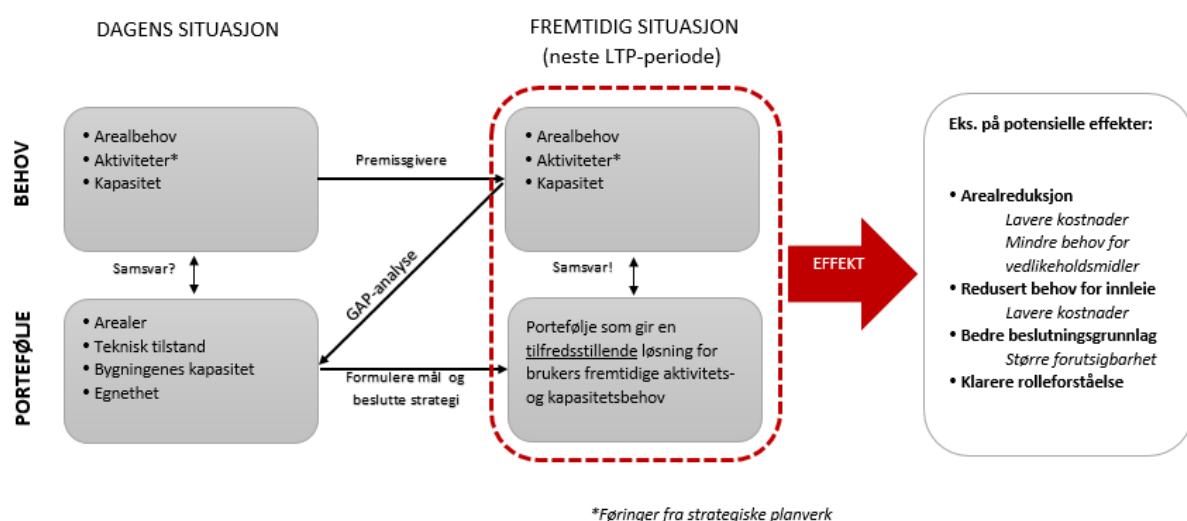 DAGENS SITUASJON
FREMTIDIG SITUASJON
(neste LTP-periode)
BEHOV
• Arealbehov
• Aktiviteter*
• Kapasitet
Premissgivere
• Arealbehov
• Aktiviteter*
• Kapasitet
Samsvar?
GAP-analyse
Samsvar!
PORTEFØLJE
• Arealer
• Teknisk tilstand
• Bygningenes kapasitet
• Egnethet
Formulere mål og
beslutte strategi
Portefølje som gir en
tilfredsstillende løsning for
brukers fremtidige aktivitets-
og kapasitetsbehov
EFFEKT
Eks. på potensielle effekter:
• Arealreduksjon
Lavere kostnader
Mindre behov for
vedlikeholdsmidler
• Redusert behov for innleie
Lavere kostnader
• Bedre beslutningsgrunnlag
Større forutsigbarhet
• Klarere rolleforståelse
*Føringer fra strategiske planverk